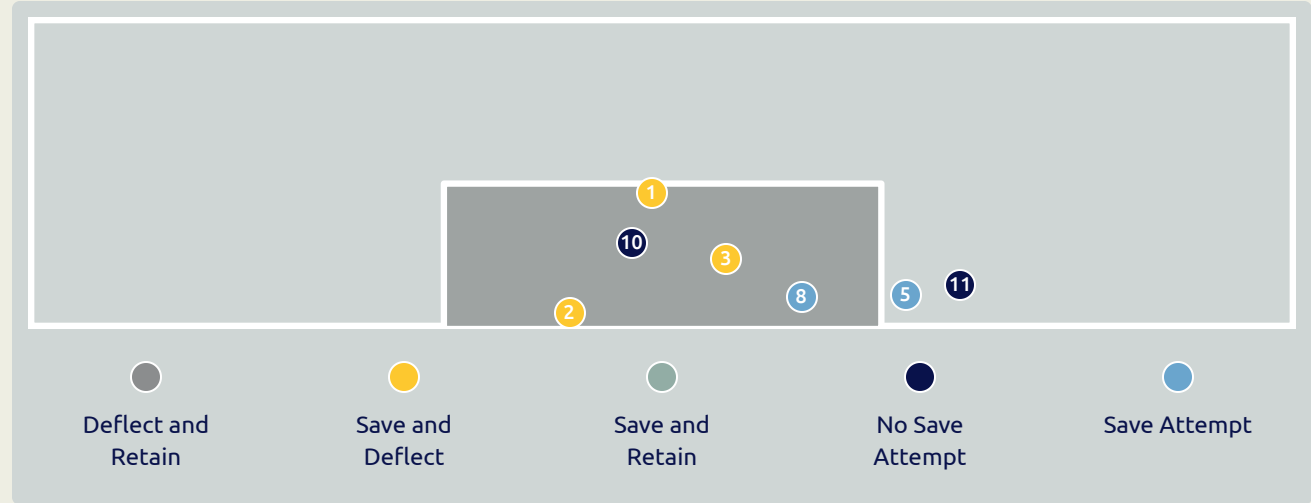 1
10
3
8
5
11
2
Deflect and
Retain
Save and
Deflect
Save and
Retain
No Save
Attempt
Save Attempt